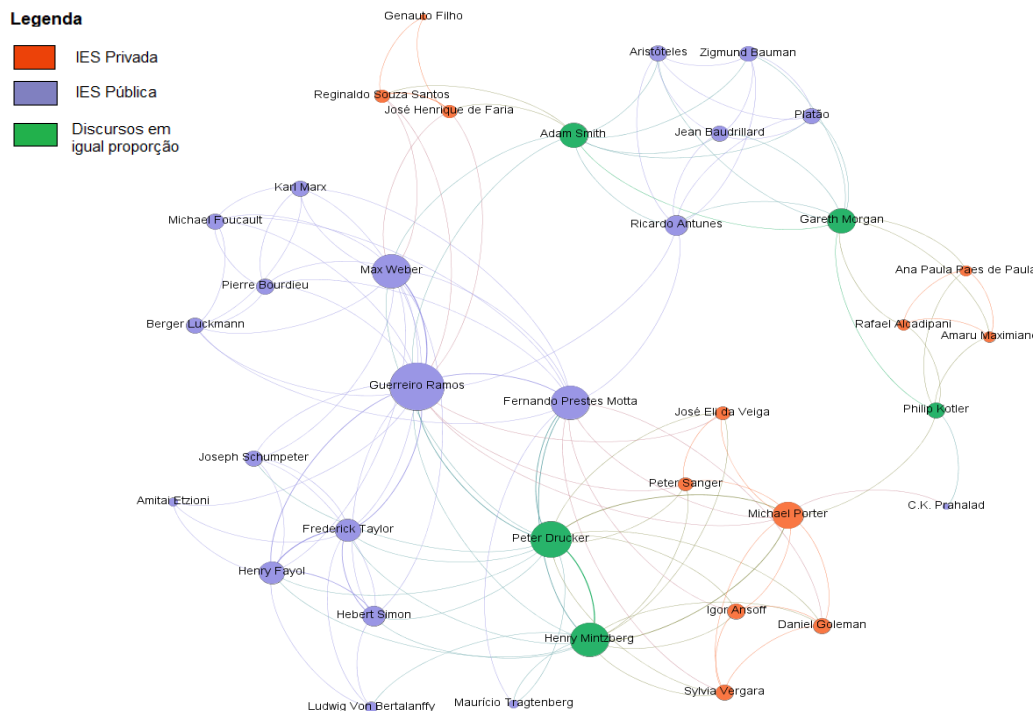 Legenda
IES Privada
IES Pública
Discursos em
igual proporção
Genauto Filho
Aristóteles
Zigmund Bauman
Reginaldo Souza Santos
José Henrique de Faria
Platão
Adam Smith
Jean Baudrillard
Karl Marx
Michael Foucault
Ricardo Antunes
Gareth Morgan
Max Weber
Ana Paula Paes de Paula
Pierre Bourdieu
Berger Luckmann
Rafael Alcadipani
Amaru Maximiano
Guerreiro Ramos
Fernando Prestes Motta
José Eli da Veiga
Philip Kotler
Joseph Schumpeter
Peter Sanger
Amitai Etzioni
C.K. Prahalad
Michael Porter
Frederick Taylor
Peter Drucker
Henry Fayol
Hebert Simon
Igor Ansoff
Daniel Goleman
Henry Mintzberg
Sylvia Vergara
Maurício Tragtenberg
Ludwig Von Bertalanffy